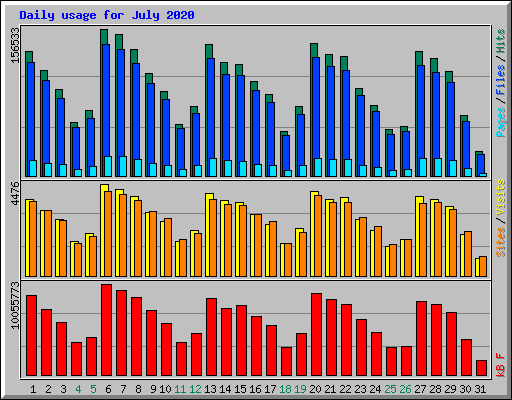 Daily usage for July 2020
156533
Pages / Files / Hits
4476
Sites / Visits
10055773
kB F
1 2 3 4 5 6 7 8 9 10 11 12 13 14 15 16 17 18 19 20 21 22 23 24 25 26 27 28 29 30 31